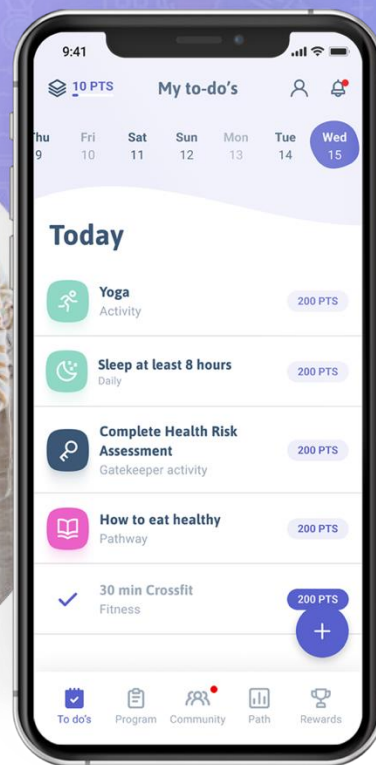 9:41
10 PTS
My to-do's
Thu Fri Sat Sun Mon Tue Wed
9 10 11 12 13 14 15
Today
Yoga
Activity
200 PTS
Sleep at least 8 hours
Daily
200 PTS
Complete Health Risk
Assessment
Gatekeeper activity
200 PTS
How to eat healthy
Pathway
200 PTS
30 min Crossfit
Fitness
200 PTS
+
To do's Program Community Path Rewards